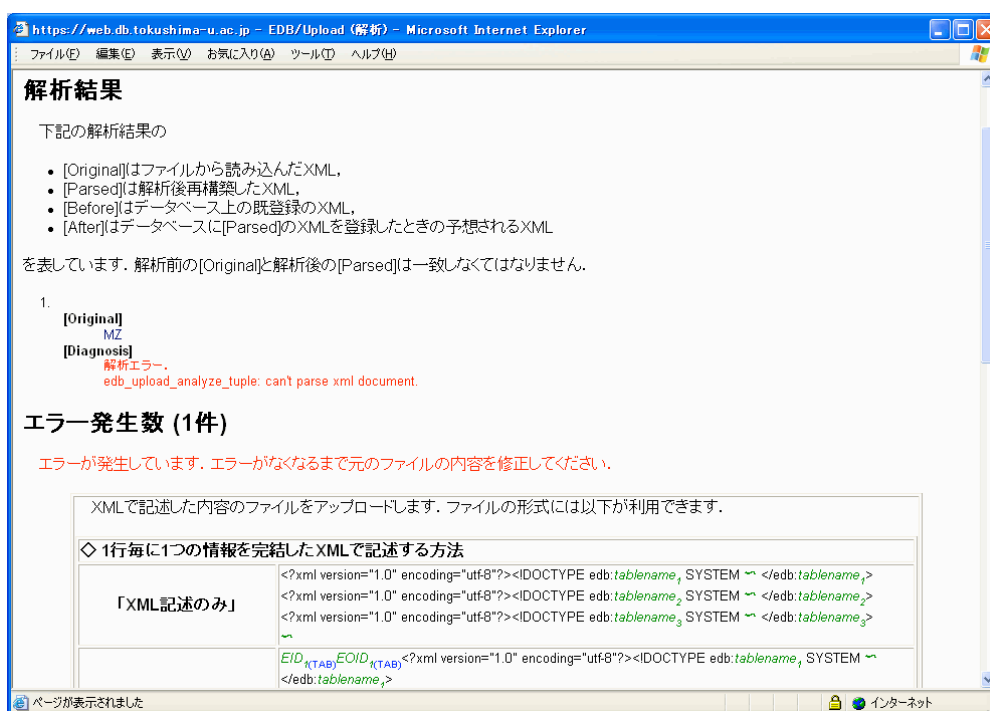 https://web.db.tokushima-u.ac.jp - EDB/Upload (解析) - Microsoft Internet Explorer
ファイル(F) 編集(E) 表示(V) お気に入り(A) ツール(T) ヘルプ(H)
解析結果
下記の解析結果の
• [Original]はファイルから読み込んだXML,
• [Parsed]は解析後再構築したXML,
• [Before]はデータベース上の既登録のXML,
• [After]はデータベースに[Parsed]のXMLを登録したときの予想されるXML
を表しています. 解析前の[Original]と解析後の[Parsed]は一致しなくてはなりません.
1.
[Original]
MZ
[Diagnosis]
解析エラー.
edb_upload_analyze_tuple: can't parse xml document.
エラー発生数 (1件)
エラーが発生しています. エラーがなくなるまで元のファイルの内容を修正してください.
XMLで記述した内容のファイルをアップロードします. ファイルの形式には以下が利用できます.
◇ 1行毎に1つの情報を完結したXMLで記述する方法
「XML記述のみ」
<?xml version="1.0" encoding="utf-8"?><!DOCTYPE edb:tablename1 SYSTEM ～ </edb:tablename1>
<?xml version="1.0" encoding="utf-8"?><!DOCTYPE edb:tablename2 SYSTEM ～ </edb:tablename2>
<?xml version="1.0" encoding="utf-8"?><!DOCTYPE edb:tablename3 SYSTEM ～ </edb:tablename3>
～
EID1(TAB)EOID1(TAB)<?xml version="1.0" encoding="utf-8"?><!DOCTYPE edb:tablename1 SYSTEM ～
</edb:tablename1>
ページが表示されました インターネット